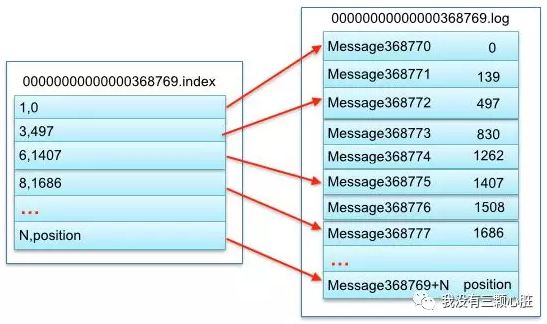 00000000000000368769.index
1,0
3,497
6,1407
8,1686
...
N,position
00000000000000368769.log
Message368770 0
Message368771 139
Message368772 497
Message368773 830
Message368774 1262
Message368775 1407
Message368776 1508
Message368777 1686
...
Message368769+N position
我没有三颗心脏